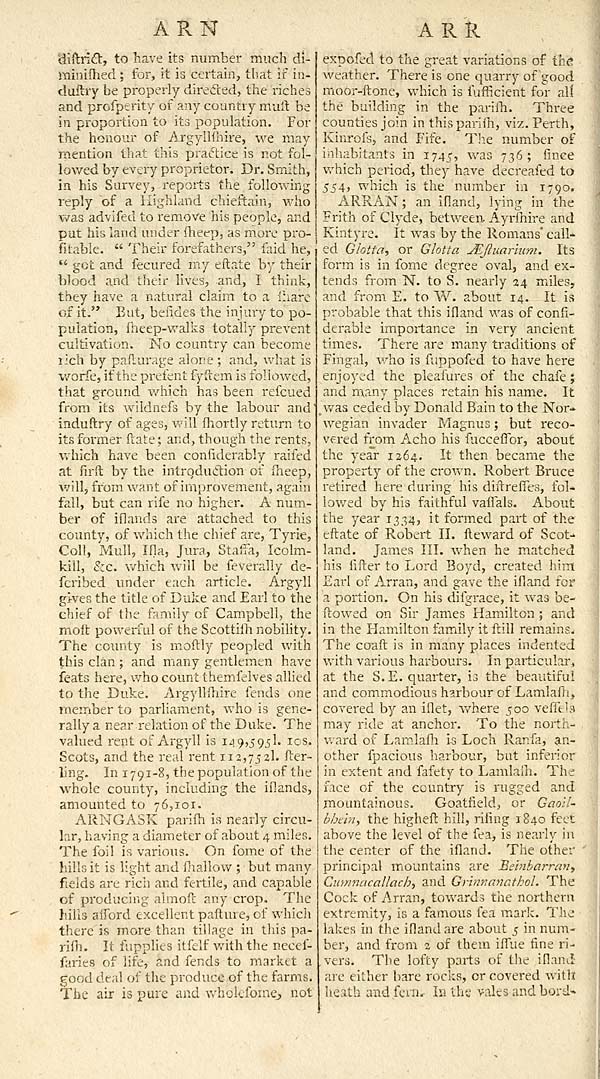 ARN
diſtrict, to have its number much di-
miniſhed; for, it is certain, that if in-
duſtry be properly directed, the riches
and proſperity of any country muſt be
in proportion to its population. For
the honour of Argyllſhire, we may
mention that this practice is not fol-
lowed by every proprietor. Dr. Smith,
in his Survey, reports the following
reply of a Highland chieftain, who
was adviſed to remove his people, and
put his land under ſheep, as more pro-
fitable. " Their forefathers," ſaid he,
" got and ſecured my eſtate by their
blood and their lives, and, I think,
they have a natural claim to a ſhare
of it." But, beſides the injury to po-
pulation, ſheep-walks totally prevent
cultivation. No country can become
rich by paſturage alone; and, what is
worſe, if the preſent ſyſtem is followed,
that ground which has been reſcued
from its wildneſs by the labour and
induſtry of ages, will ſhortly return to
its former ſtate; and, though the rents,
which have been conſiderably raiſed
at firſt by the introduction of ſheep,
will, from want of improvement, again
fall, but can riſe no higher. A num-
ber of iſlands are attached to this
county, of which the chief are, Tyrie,
Coll, Mull, Iſla, Jura, Staffa, Icolm-
kill, &c. which will be ſeverally de-
ſcribed under each article. Argyll
gives the title of Duke and Earl to the
chief of the family of Campbell, the
moſt powerful of the Scottiſh nobility.
The county is moſtly peopled with
this clan; and many gentlemen have
ſeats here, who count themſelves allied
to the Duke. Argyllſhire ſends one
member to parliament, who is gene-
rally a near relation of the Duke. The
valued rent of Argyll is 149,595l. 10s.
Scots, and the real rent 112,752l. ſter-
ling. In 1791-8, the population of the
whole county, including the iſlands,
amounted to 76,101.
ARNGASK pariſh is nearly circu-
lar, having a diameter of about 4 miles.
The ſoil is various. On ſome of the
hills it is light and ſhallow; but many
fields are rich and fertile, and capable
of producing almoſt any crop. The
hills afford excellent paſture, of which
there is more than tillage in this pa-
riſh. It ſupplies itſelf with the neceſ-
ſaries of life, and ſends to market a
good deal of the produce of the farms.
The air is pure and wholeſome, not
ARR
expoſed to the great variations of the
weather. There is one quarry of good
moor-ſtone, which is ſufficient for all
the building in the pariſh. Three
counties join in this pariſh, viz. Perth,
Kinroſs, and Fife. The number of
inhabitants in 1745, was 736; ſince
which period, they have decreaſed to
554, which is the number in 1790.
ARRAN; an iſland, lying in the
Frith of Clyde, between Ayrſhire and
Kintyre. It was by the Romans call-
ed Glotta, or Glotta Æſtuarium. Its
form is in ſome degree oval, and ex-
tends from N. to S. nearly 24 miles,
and from E. to W. about 14. It is
probable that this iſland was of conſi-
derable importance in very ancient
times. There are many traditions of
Fingal, who is ſuppoſed to have here
enjoyed the pleaſures of the chaſe;
and many places retain his name. It
was ceded by Donald Bain to the Nor-
wegian invader Magnus; but reco-
vered from Acho his ſucceſſor, about
the year 1264. It then became the
property of the crown. Robert Bruce
retired here during his diſtreſſes, fol-
lowed by his faithful vaſſals. About
the year 1334, it formed part of the
eſtate of Robert II. ſteward of Scot-
land. James III. when he matched
his ſiſter to Lord Boyd, created him
Earl of Arran, and gave the iſland for
a portion. On his diſgrace, it was be-
ſtowed on Sir James Hamilton; and
in the Hamilton family it ſtill remains.
The coaſt is in many places indented
with various harbours. In particular,
at the S. E. quarter, is the beautiful
and commodious harbour of Lamlaſh,
covered by an iſlet, where 500 veſſels
may ride at anchor. To the north-
ward of Lamlaſh is Loch Ranſa, an-
other ſpacious harbour, but inferior
in extent and ſafety to Lamlaſh. The
face of the country is rugged and
mountainous. Goatfield, or Gaoil-
bhein, the higheſt hill, riſing 1840 feet
above the level of the ſea, is nearly in
the center of the iſland. The other
principal mountains are Beinbarran,
Cumnacallach, and Grinnanathol. The
Cock of Arran, towards the northern
extremity, is a famous ſea mark. The
lakes in the iſland are about 5 in num-
ber, and from 2 of them iſſue fine ri-
vers. The lofty parts of the iſland
are either bare rocks, or covered with
heath and fern. In the vales and bord-